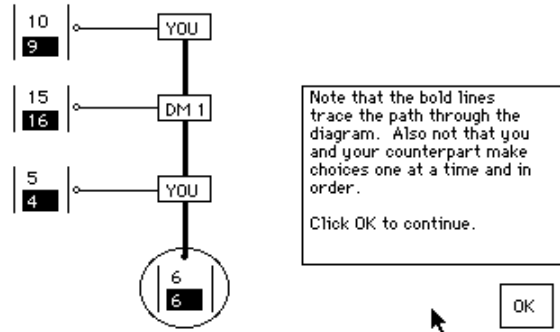 10
9
YOU
15
16
DM 1
5
4
YOU
6
6
Note that the bold lines
trace the path through the
diagram. Also not that you
and your counterpart make
choices one at a time and in
order.
Click OK to continue.
OK